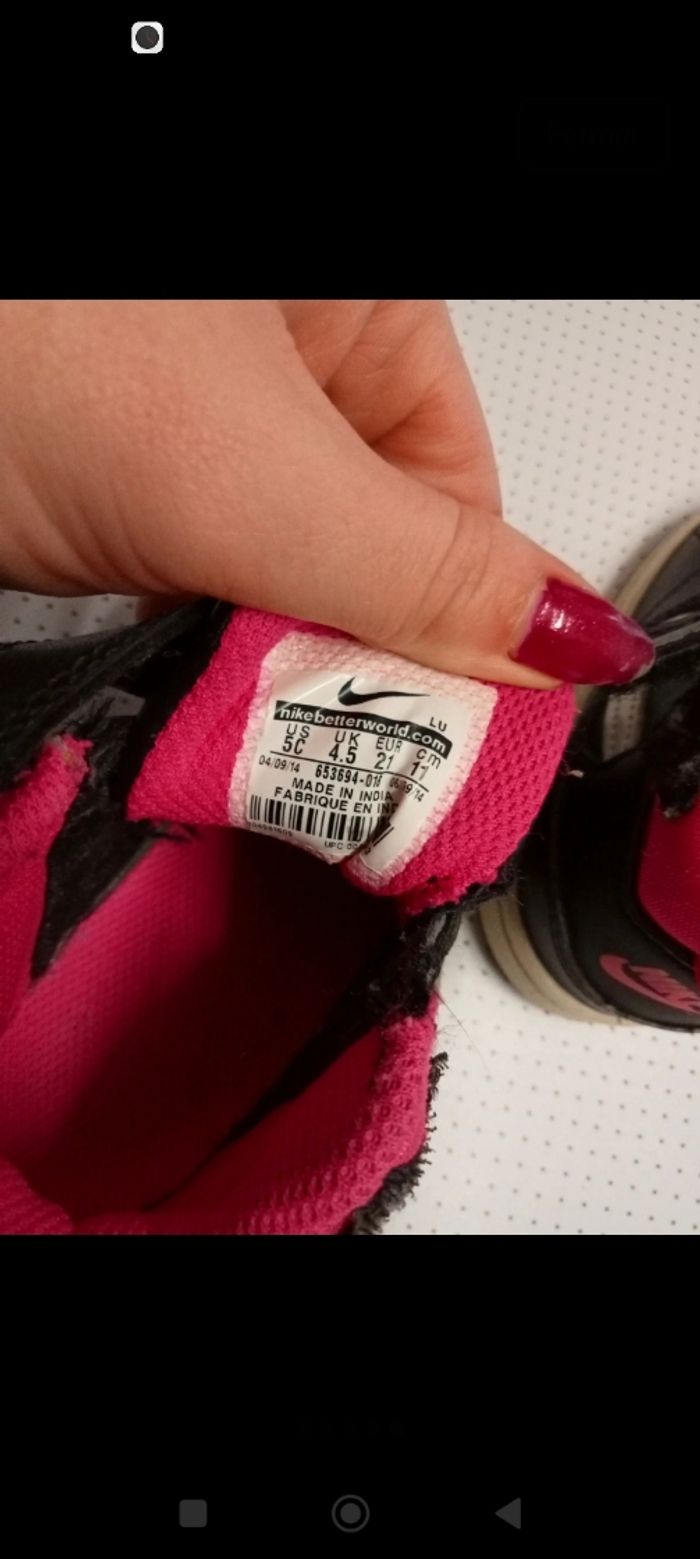 LU
nikebetterworld.com
US UK EUR cm
5C 4.5 21 11
04/09/14 653694-01
MADE IN INDIA
FABRIQUE EN
UPC